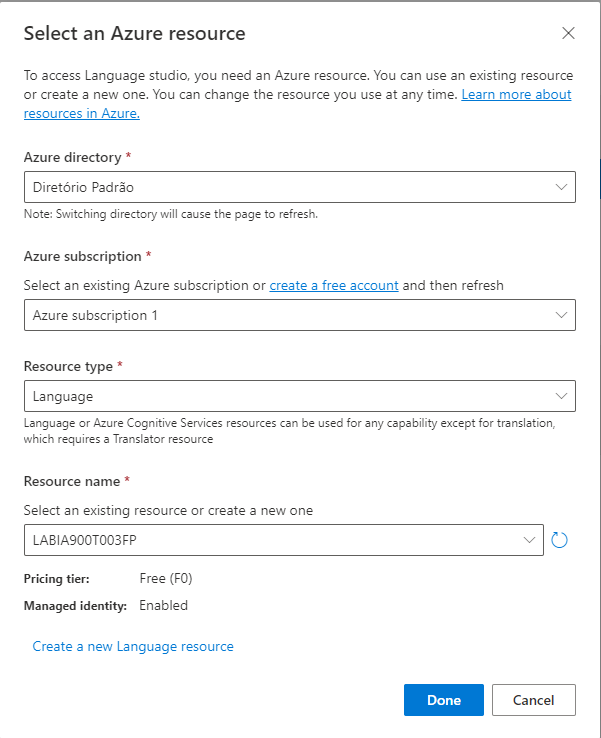 Select an Azure resource
To access Language studio, you need an Azure resource. You can use an existing resource
or create a new one. You can change the resource you use at any time. Learn more about
resources in Azure.
Azure directory *
Diretório Padrão
Note: Switching directory will cause the page to refresh.
Azure subscription *
Select an existing Azure subscription or create a free account and then refresh
Azure subscription 1
Resource type *
Language
Language or Azure Cognitive Services resources can be used for any capability except for translation,
which requires a Translator resource
Resource name *
Select an existing resource or create a new one
LABIA900T003FP
Pricing tier: Free (F0)
Managed identity: Enabled
Create a new Language resource
Done Cancel